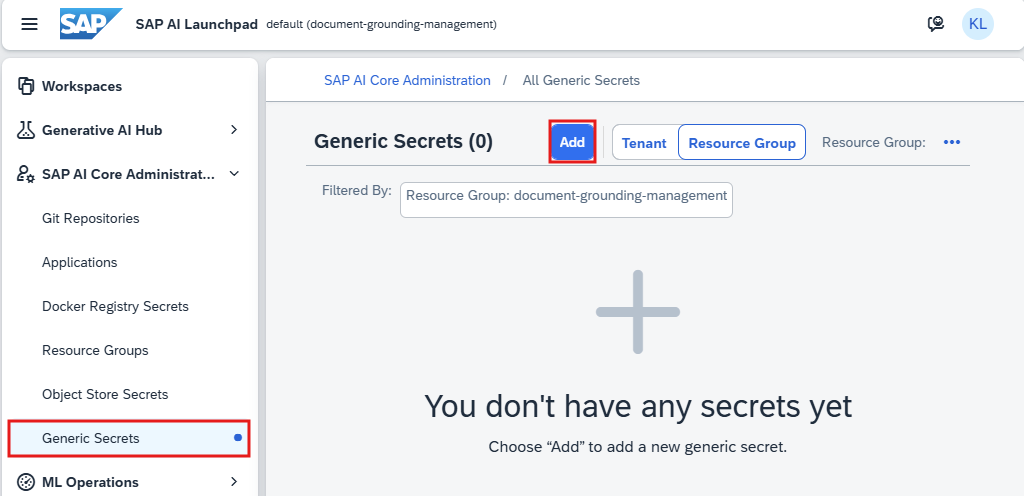 SAP SAP AI Launchpad default (document-grounding-management) KL
Workspaces
Generative AI Hub
SAP AI Core Administrat...
Git Repositories
Applications
Docker Registry Secrets
Resource Groups
Object Store Secrets
Generic Secrets
ML Operations
SAP AI Core Administration / All Generic Secrets
Generic Secrets (0) Add Tenant Resource Group Resource Group: •••
Filtered By: Resource Group: document-grounding-management
You don't have any secrets yet
Choose “Add” to add a new generic secret.